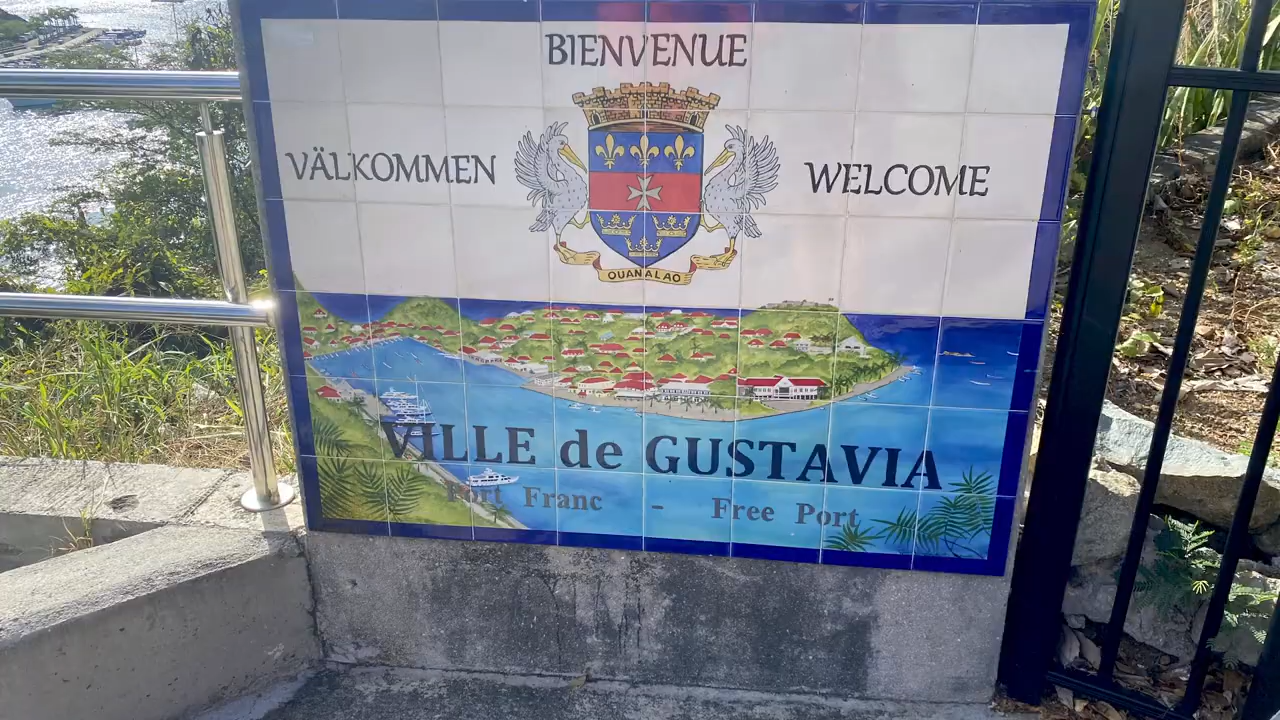 BIENVENUE
VÄLKOMMEN
WELCOME
OUANALAO
VILLE de GUSTAVIA
Port Franc - Free Port